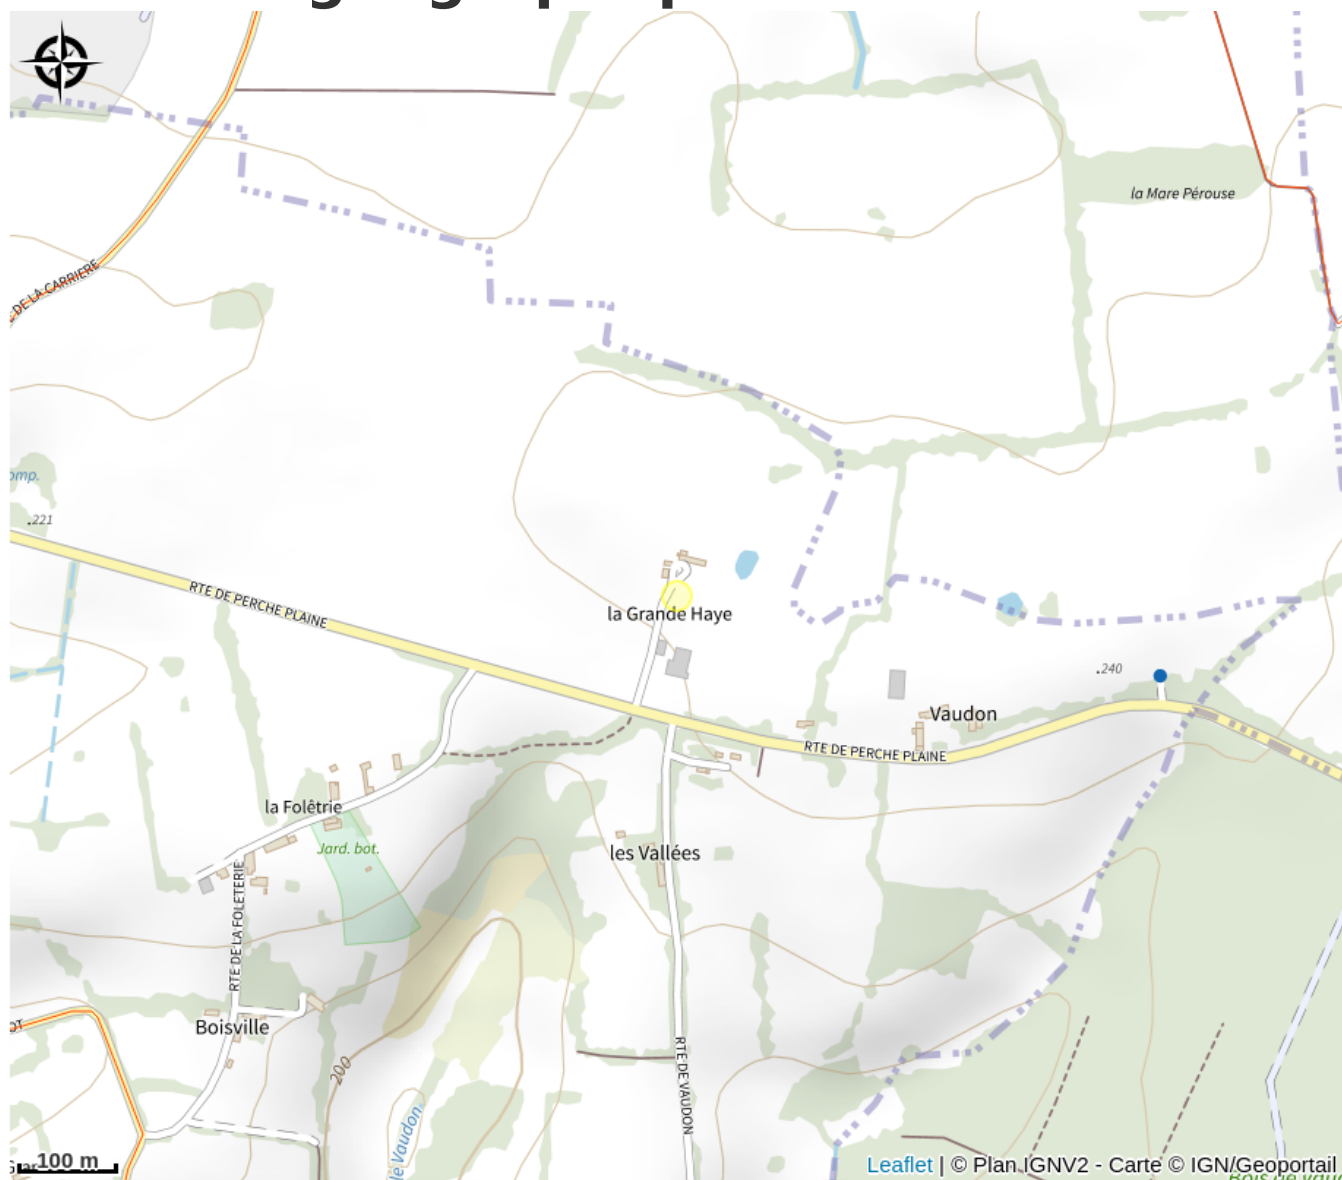 la Mare Pérouse
DE LA CARRIERE
omp.
.221
RTE DE PERCHE PLAINE
la Grande Haye
.240
Vaudon
RTE DE PERCHE PLAINE
la Folêtrie
Jard. bot.
les Vallées
RTE DE LA FOLETERIE
Boisville
200
RTE DE VAUDON
le Vaudon
100 m
Leaflet | © Plan IGNV2 - Carte © IGN/Geoportail